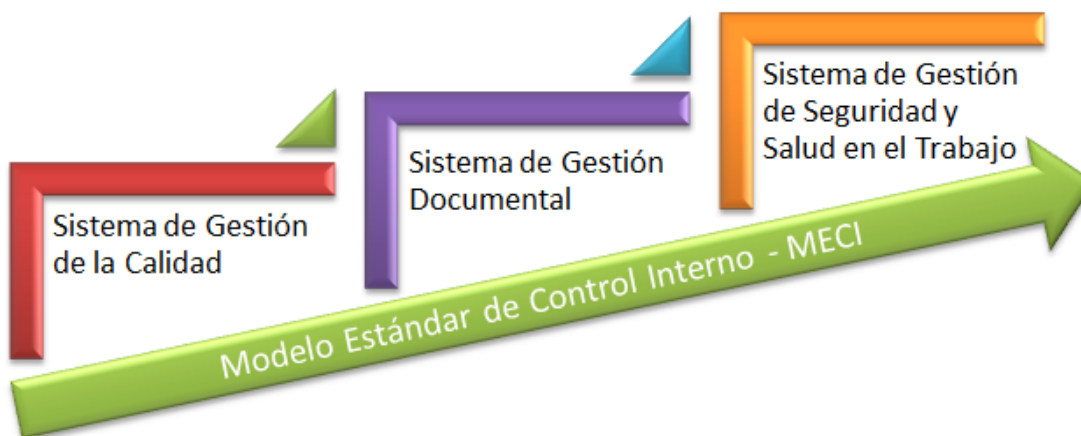 Sistema de Gestión
de la Calidad
Sistema de Gestión
Documental
Sistema de Gestión
de Seguridad y
Salud en el Trabajo
Modelo Estándar de Control Interno - MECI